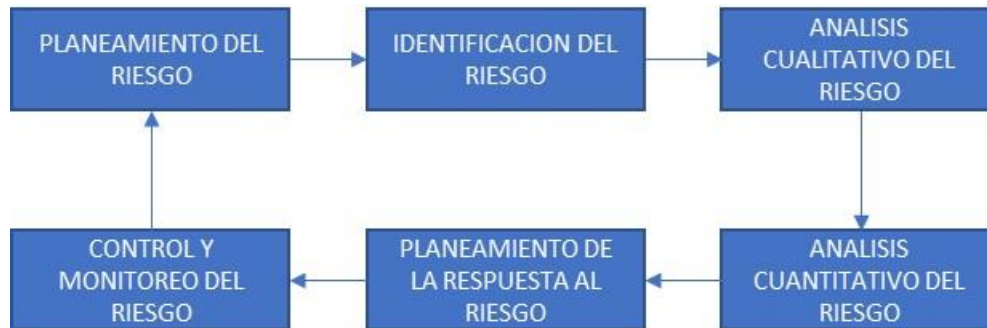 PLANEAMIENTO DEL
RIESGO
IDENTIFICACION DEL
RIESGO
ANALISIS
CUALITATIVO DEL
RIESGO
ANALISIS
CUANTITATIVO DEL
RIESGO
PLANEAMIENTO DE
LA RESPUESTA AL
RIESGO
CONTROL Y
MONITOREO DEL
RIESGO